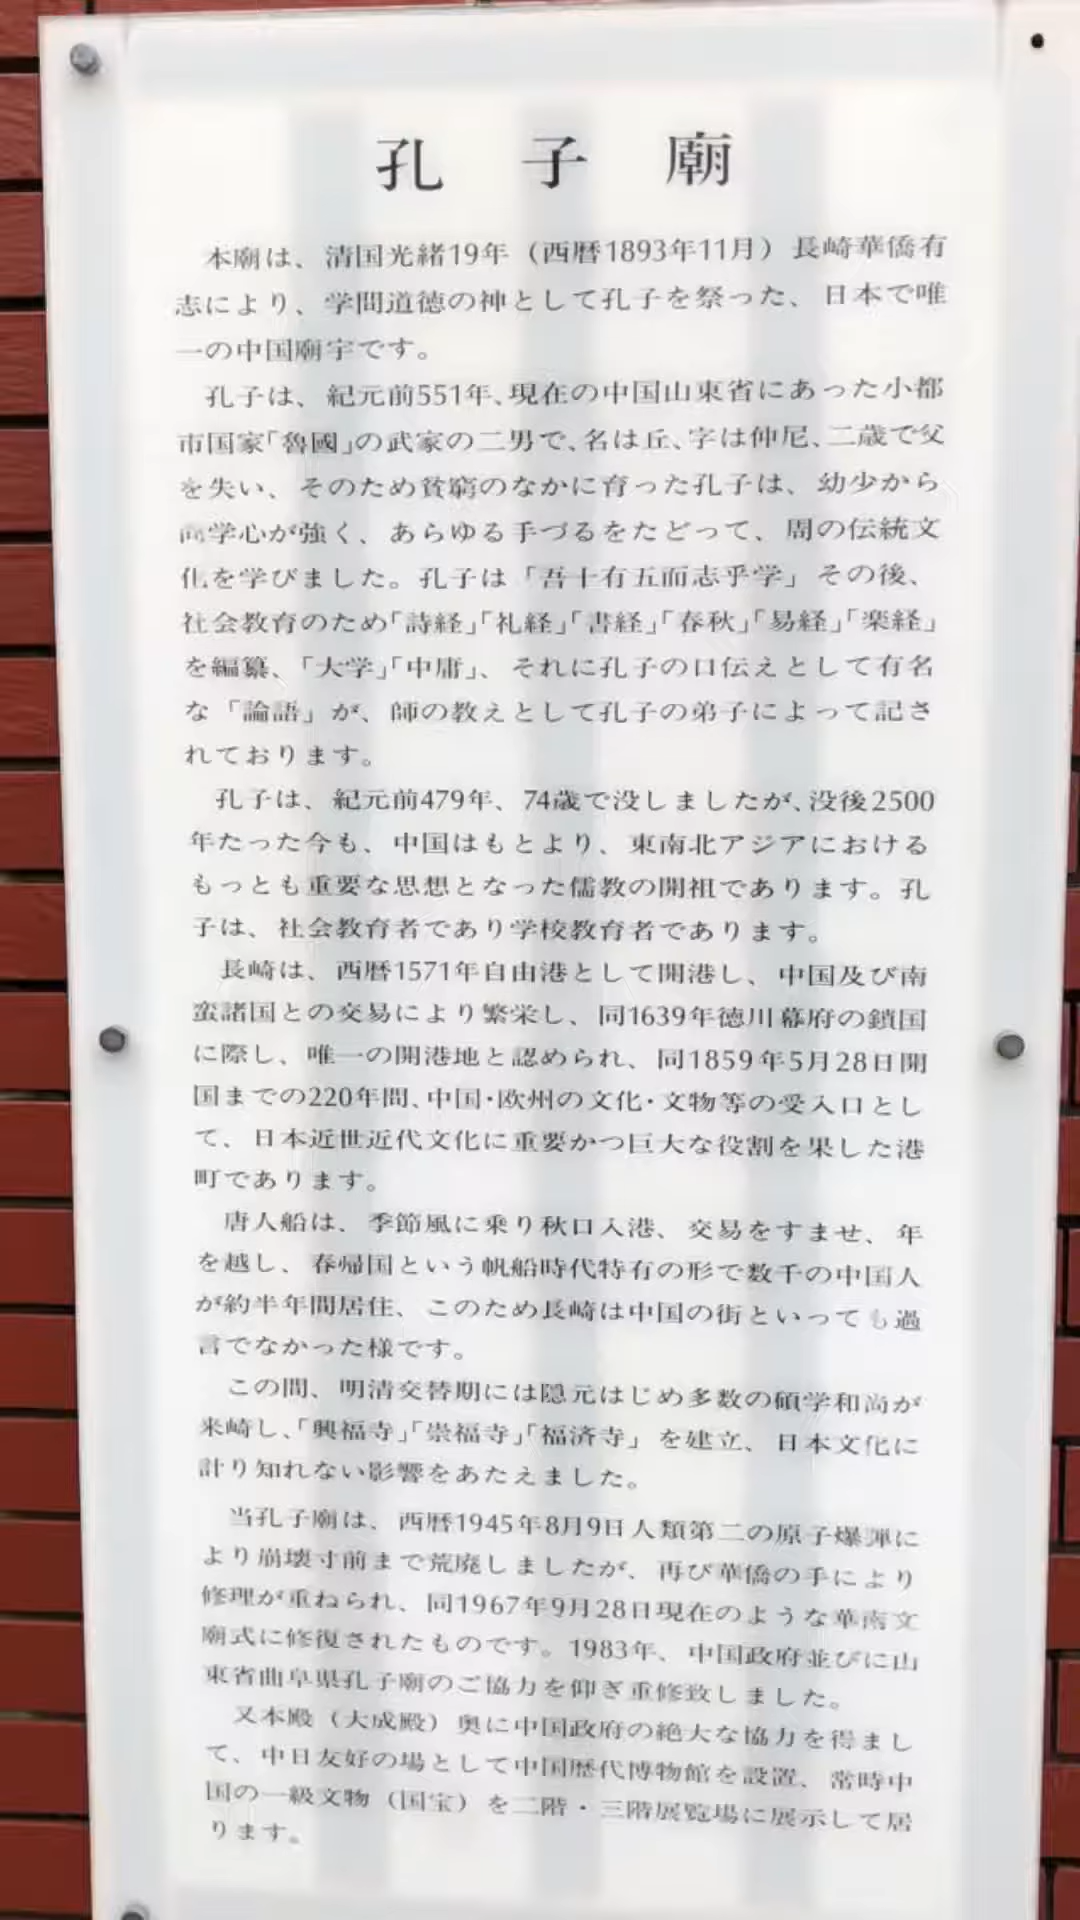 孔子廟
本廟は、清国光緒19年（西暦1893年11月）長崎華僑有
志により、学問道徳の神として孔子を祭った、日本で唯
一の中国廟宇です。
孔子は、紀元前551年、現在の中国山東省にあった小都
市国家「魯國」の武家の二男で、名は丘、字は仲尼、二歳で父
を失い、そのため貧窮のなかに育った孔子は、幼少から
向学心が強く、あらゆる手づるをたどって、周の伝統文
化を学びました。孔子は「吾十有五而志乎学」その後、
社会教育のため「詩経」「礼経」「書経」「春秋」「易経」「楽経」
を編纂、「大学」「中庸」、それに孔子の口伝えとして有名
な「論語」が、師の教えとして孔子の弟子によって記さ
れております。
孔子は、紀元前479年、74歳で没しましたが、没後2500
年たった今も、中国はもとより、東南北アジアにおける
もっとも重要な思想となった儒教の開祖であります。孔
子は、社会教育者であり学校教育者であります。
長崎は、西暦1571年自由港として開港し、中国及び南
蛮諸国との交易により繁栄し、同1639年徳川幕府の鎖国
に際し、唯一の開港地と認められ、同1859年5月28日開
国までの220年間、中国・欧州の文化・文物等の受入口とし
て、日本近世近代文化に重要かつ巨大な役割を果した港
町であります。
唐人船は、季節風に乗り秋口入港、交易をすませ、年
を越し、春帰国という帆船時代特有の形で数千の中国人
が約半年間居住、このため長崎は中国の街といっても過
言でなかった様です。
この間、明清交替期には隠元はじめ多数の碩学和尚が
来崎し、「興福寺」「崇福寺」「福済寺」を建立、日本文化に
計り知れない影響をあたえました。
当孔子廟は、西暦1945年8月9日人類第二の原子爆弾に
より崩壊寸前まで荒廃しましたが、再び華僑の手により
修理が重ねられ、同1967年9月28日現在のような華南文
廟式に修復されたものです。1983年、中国政府並びに山
東省曲阜県孔子廟のご協力を仰ぎ重修致しました。
又本殿（大成殿）奥に中国政府の絶大な協力を得まし
て、中日友好の場として中国歴代博物館を設置、常時中
国の一級文物（国宝）を二階・三階展覧場に展示して居
ります。